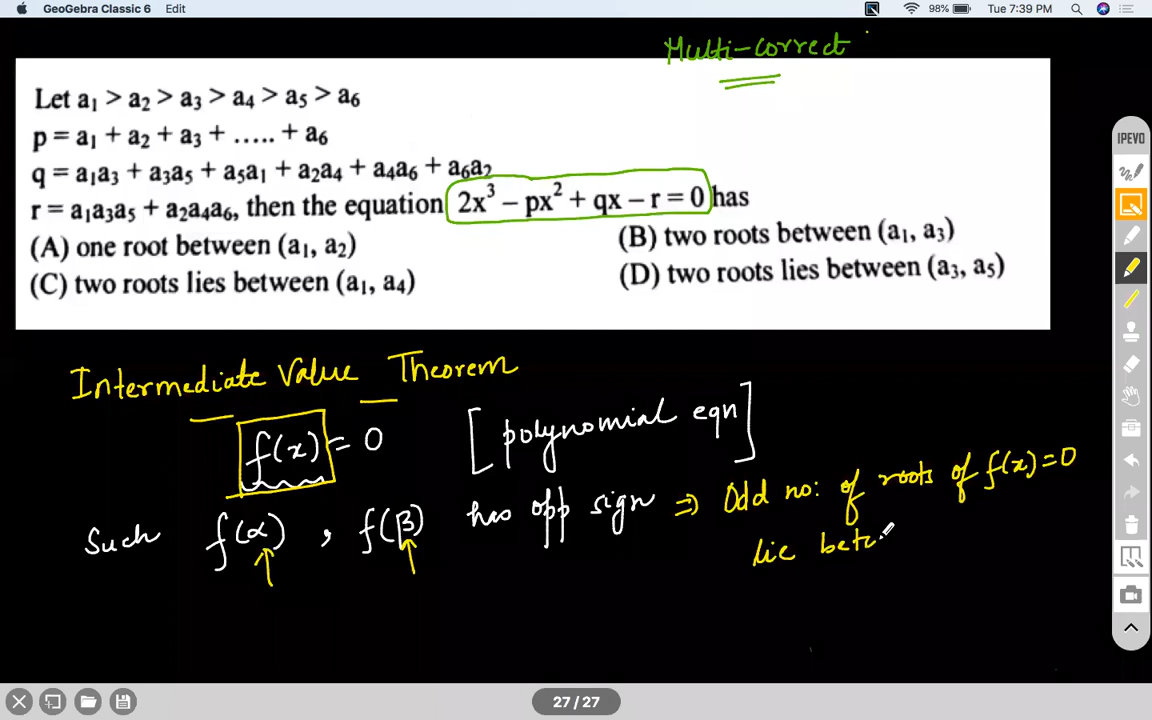 GeoGebra Classic 6 Edit 98% Tue 7:39 PM
Multi-correct
Let a₁ > a₂ > a₃ > a₄ > a₅ > a₆
p = a₁ + a₂ + a₃ + ..... + a₆
q = a₁a₃ + a₃a₅ + a₅a₁ + a₂a₄ + a₄a₆ + a₆a₂
r = a₁a₃a₅ + a₂a₄a₆, then the equation 2x³ – px² + qx – r = 0 has
(A) one root between (a₁, a₂) (B) two roots between (a₁, a₃)
(C) two roots lies between (a₁, a₄) (D) two roots lies between (a₃, a₅)
Intermediate Value Theorem
f(x) = 0 [polynomial eqn]
Such f(α) , f(β) has opp sign ⇒ Odd no: of roots of f(x)=0
lie betw
27 / 27
IPEVO